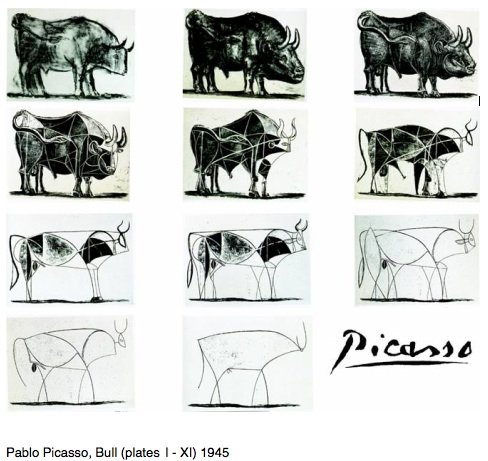 Picasso
Pablo Picasso, Bull (plates I - XI) 1945